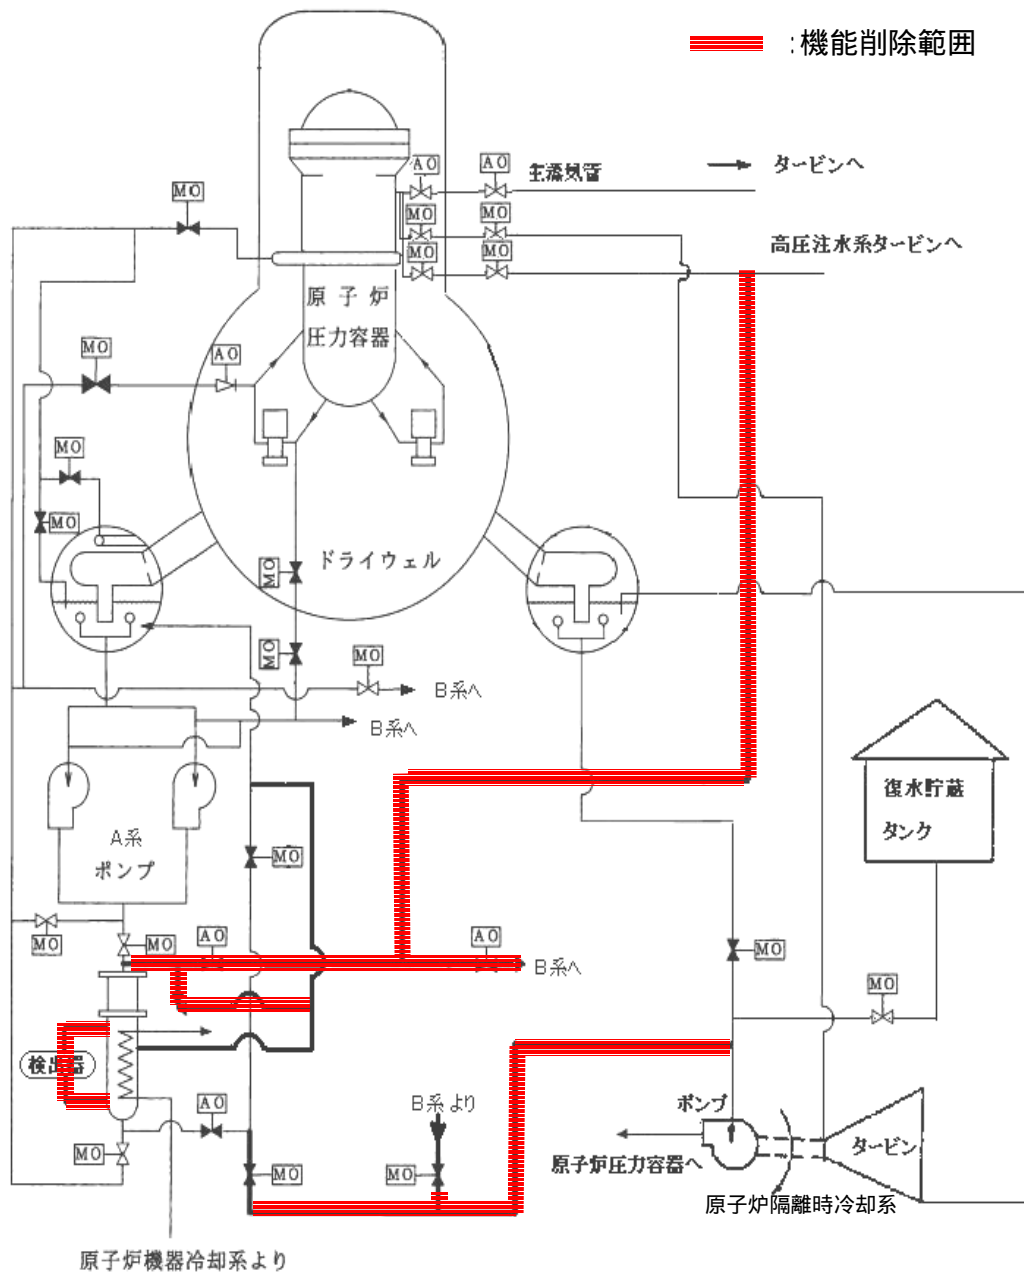 :機能削除範囲
AO
AO
主蒸気管
タービンへ
MO
MO
MO
高圧注水系タービンへ
MO
MO
原子炉
圧力容器
MO
AO
MO
MO
ドライウェル
MO
MO
MO
B系へ
B系へ
復水貯蔵
タンク
A系
ポンプ
MO
MO
MO
AO
AO
B系へ
MO
MO
検出器
AO
B系より
ポンプ
MO
MO
MO
原子炉圧力容器へ
タービン
原子炉隔離時冷却系
原子炉機器冷却系より